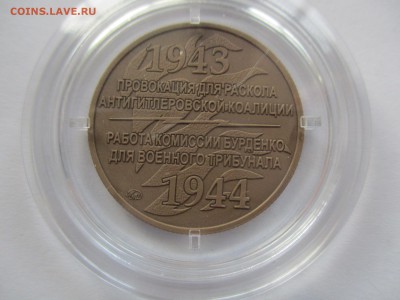 COINS.LAVE.RU
1943
ПРОВОКАЦИЯ ДЛЯ РАСКОЛА
АНТИГИТЛЕРОВСКОЙ КОАЛИЦИИ
РАБОТА КОМИССИИ БУРДЕНКО
ДЛЯ ВОЕННОГО ТРИБУНАЛА
1944